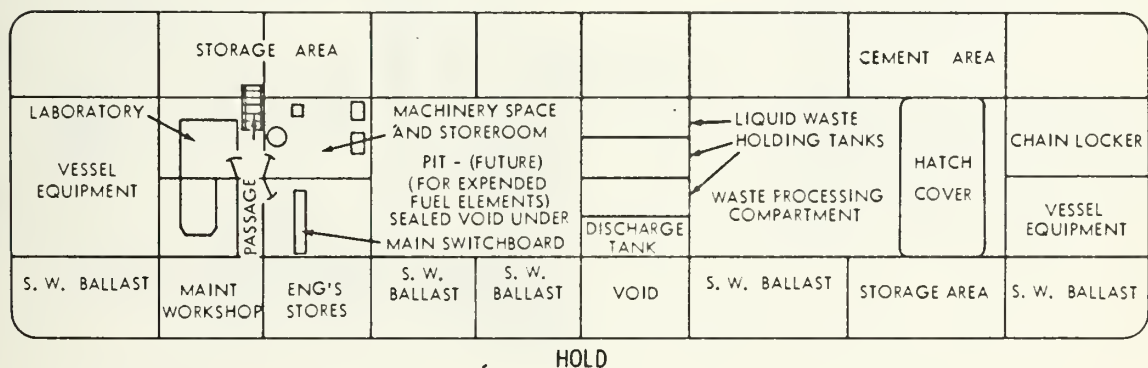 STORAGE AREA
CEMENT AREA
LABORATORY
VESSEL
EQUIPMENT
PASSAGE
MACHINERY SPACE
AND STOREROOM
PIT - (FUTURE)
(FOR EXPENDED
FUEL ELEMENTS)
SEALED VOID UNDER
MAIN SWITCHBOARD
LIQUID WASTE
HOLDING TANKS
WASTE PROCESSING
COMPARTMENT
DISCHARGE
TANK
HATCH
COVER
CHAIN LOCKER
VESSEL
EQUIPMENT
S. W. BALLAST
MAINT
WORKSHOP
ENG'S
STORES
S. W.
BALLAST
S. W.
BALLAST
VOID
S. W. BALLAST
STORAGE AREA
S. W. BALLAST
HOLD